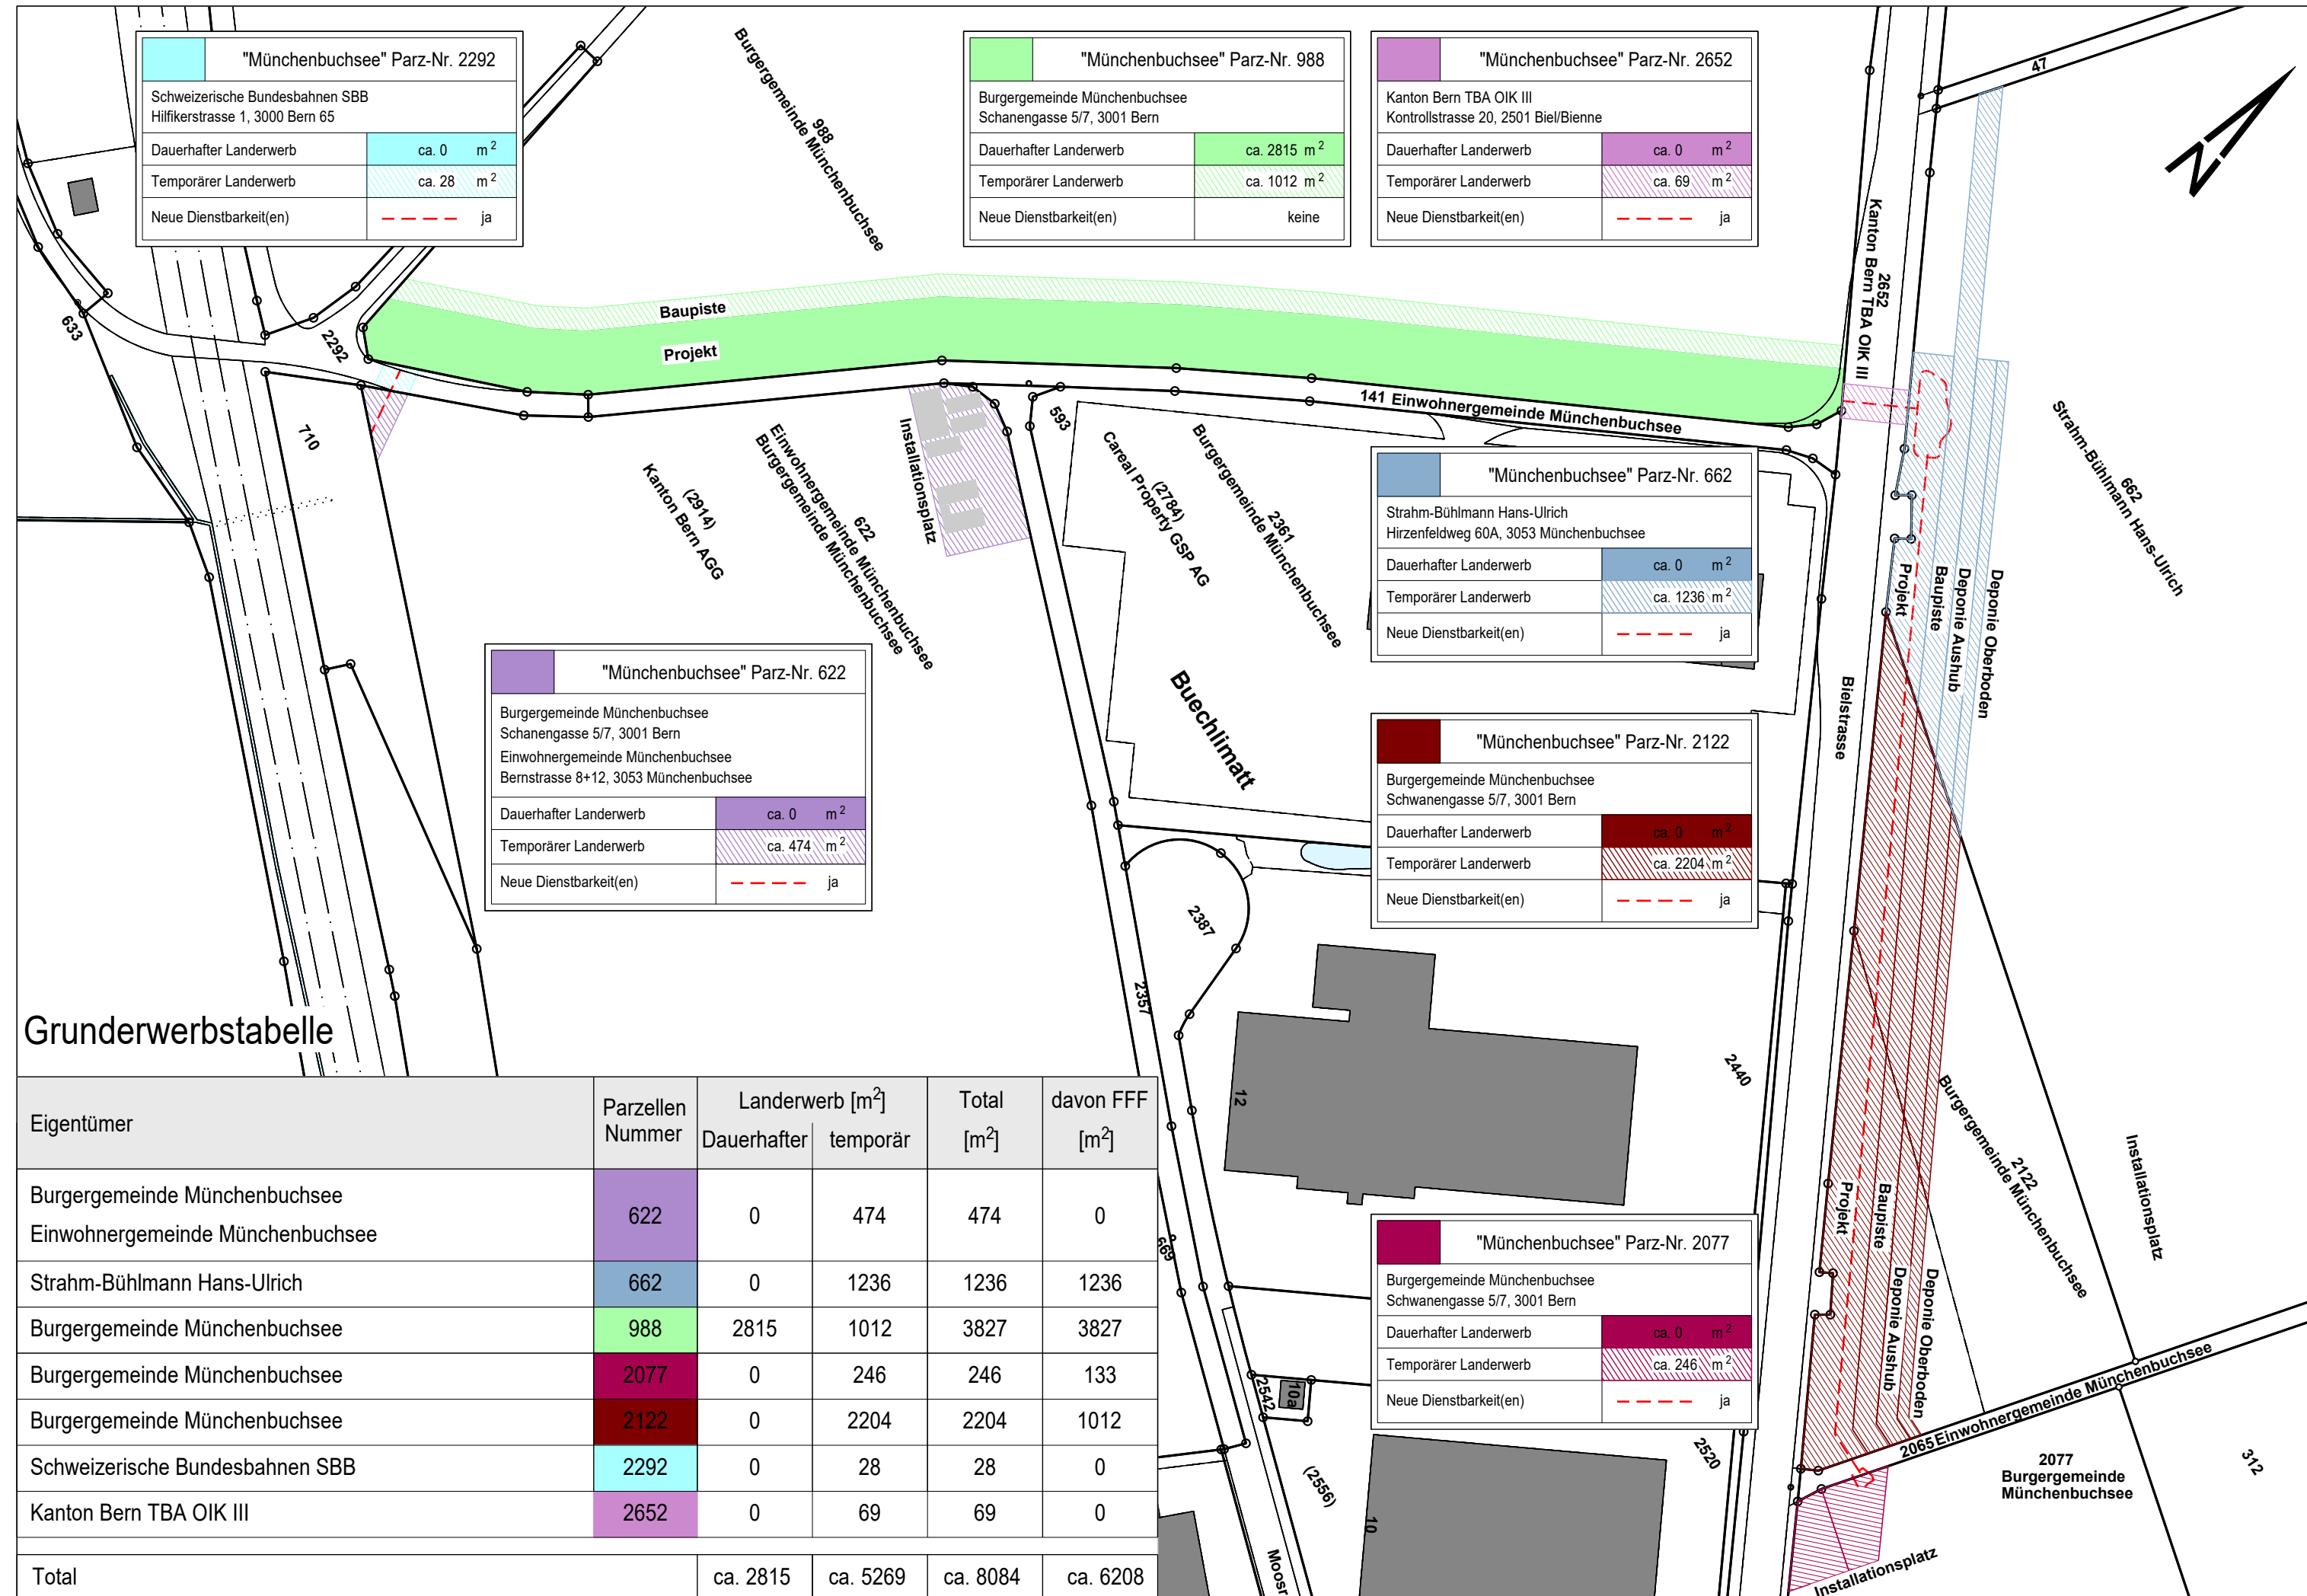 "Münchenbuchsee" Parz-Nr. 2292
Schweizerische Bundesbahnen SBB
Hilfikerstrasse 1, 3000 Bern 65
Dauerhafter Landerwerb ca. 0 m²
Temporärer Landerwerb ca. 28 m²
Neue Dienstbarkeit(en) ja
988
Burgergemeinde Münchenbuchsee
"Münchenbuchsee" Parz-Nr. 988
Burgergemeinde Münchenbuchsee
Schanengasse 5/7, 3001 Bern
Dauerhafter Landerwerb ca. 2815 m²
Temporärer Landerwerb ca. 1012 m²
Neue Dienstbarkeit(en) keine
"Münchenbuchsee" Parz-Nr. 2652
Kanton Bern TBA OIK III
Kontrollstrasse 20, 2501 Biel/Bienne
Dauerhafter Landerwerb ca. 0 m²
Temporärer Landerwerb ca. 69 m²
Neue Dienstbarkeit(en) ja
47
2652
Kanton Bern TBA OIK III
633
2292
Baupiste
Projekt
710
141 Einwohnergemeinde Münchenbuchsee
593
Installationsplatz
(2914)
Kanton Bern AGG
622
Einwohnergemeinde Münchenbuchsee
Burgergemeinde Münchenbuchsee
(2784)
Careal Property GSP AG
2361
Burgergemeinde Münchenbuchsee
662
Strahm-Bühlmann Hans-Ulrich
"Münchenbuchsee" Parz-Nr. 662
Strahm-Bühlmann Hans-Ulrich
Hirzenfeldweg 60A, 3053 Münchenbuchsee
Dauerhafter Landerwerb ca. 0 m²
Temporärer Landerwerb ca. 1236 m²
Neue Dienstbarkeit(en) ja
Projekt
Baupiste
Deponie Aushub
Deponie Oberboden
"Münchenbuchsee" Parz-Nr. 622
Burgergemeinde Münchenbuchsee
Schanengasse 5/7, 3001 Bern
Einwohnergemeinde Münchenbuchsee
Bernstrasse 8+12, 3053 Münchenbuchsee
Dauerhafter Landerwerb ca. 0 m²
Temporärer Landerwerb ca. 474 m²
Neue Dienstbarkeit(en) ja
Buechlimatt
Bielstrasse
"Münchenbuchsee" Parz-Nr. 2122
Burgergemeinde Münchenbuchsee
Schwanengasse 5/7, 3001 Bern
Dauerhafter Landerwerb ca. 0 m²
Temporärer Landerwerb ca. 2204 m²
Neue Dienstbarkeit(en) ja
2387
2357
12
2440
2122
Burgergemeinde Münchenbuchsee
Installationsplatz
Projekt
Baupiste
Deponie Aushub
Deponie Oberboden
"Münchenbuchsee" Parz-Nr. 2077
Burgergemeinde Münchenbuchsee
Schwanengasse 5/7, 3001 Bern
Dauerhafter Landerwerb ca. 0 m²
Temporärer Landerwerb ca. 246 m²
Neue Dienstbarkeit(en) ja
669
2542
10a
(2556)
10
2520
Moosr
2065 Einwohnergemeinde Münchenbuchsee
2077
Burgergemeinde
Münchenbuchsee
312
Installationsplatz
Grunderwerbstabelle
Eigentümer Parzellen Nummer Landerwerb [m²] Total [m²] davon FFF [m²]
Dauerhafter temporär
Burgergemeinde Münchenbuchsee
Einwohnergemeinde Münchenbuchsee 622 0 474 474 0
Strahm-Bühlmann Hans-Ulrich 662 0 1236 1236 1236
Burgergemeinde Münchenbuchsee 988 2815 1012 3827 3827
Burgergemeinde Münchenbuchsee 2077 0 246 246 133
Burgergemeinde Münchenbuchsee 2122 0 2204 2204 1012
Schweizerische Bundesbahnen SBB 2292 0 28 28 0
Kanton Bern TBA OIK III 2652 0 69 69 0
Total ca. 2815 ca. 5269 ca. 8084 ca. 6208